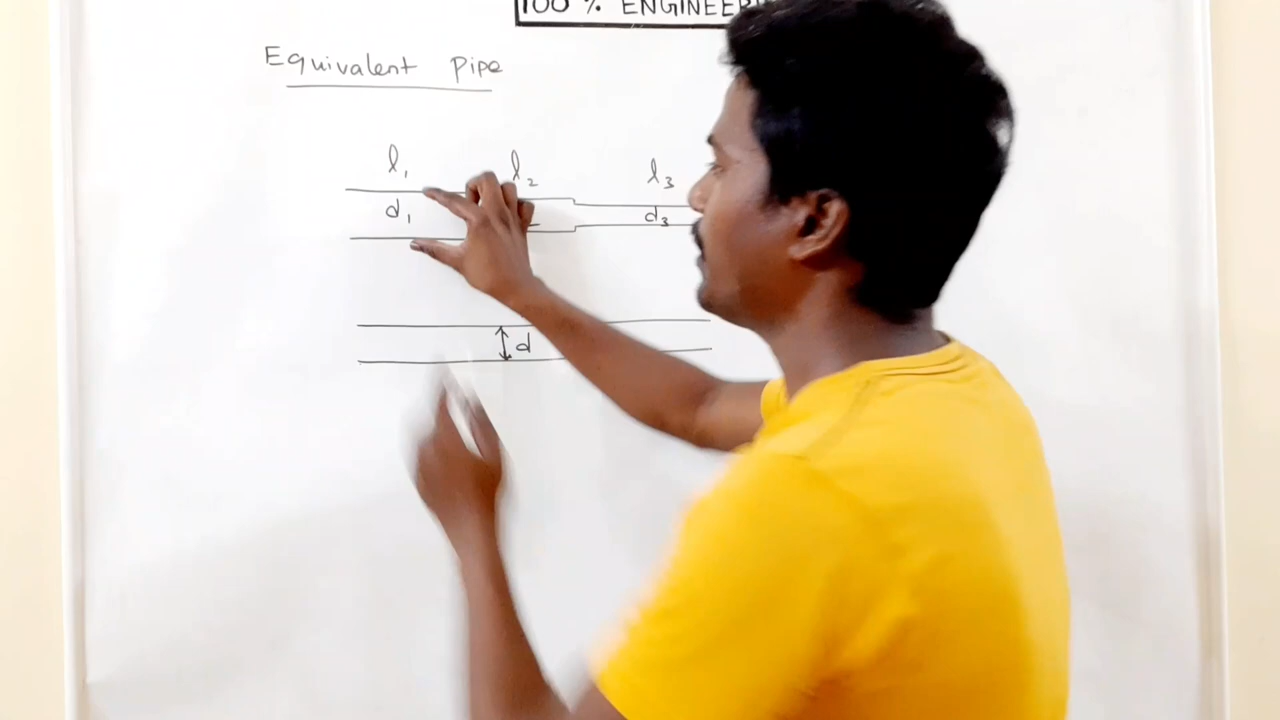 100 % ENGINEER
Equivalent Pipe
l₁ l₂ l₃
d₁ d₃
d